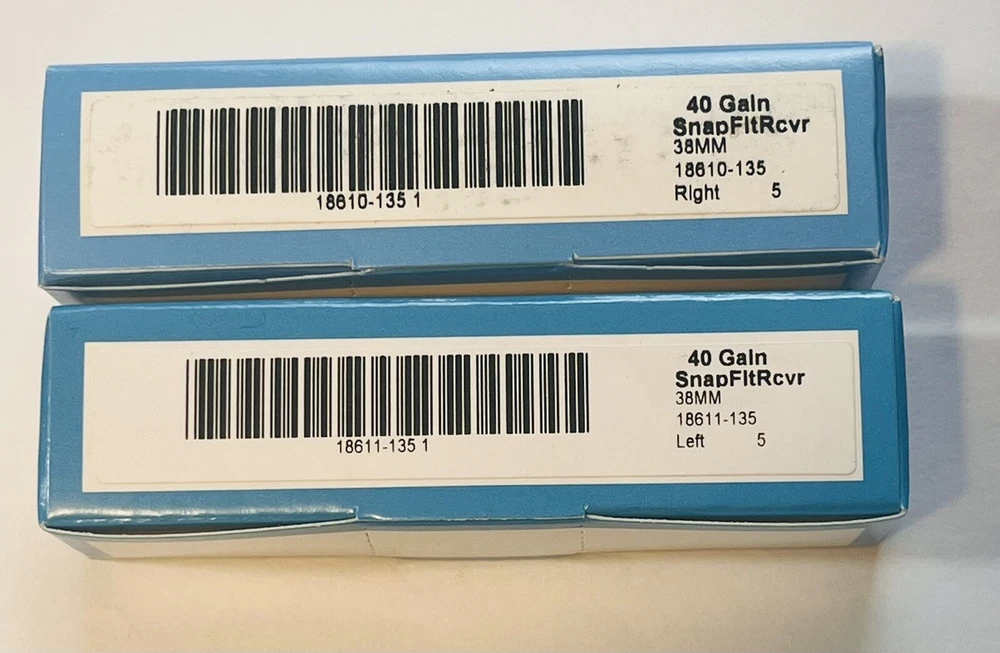 18610-135 1
40 Gain
SnapFitRcvr
38MM
18610-135
Right 5
18611-135 1
40 Gain
SnapFitRcvr
38MM
18611-135
Left 5